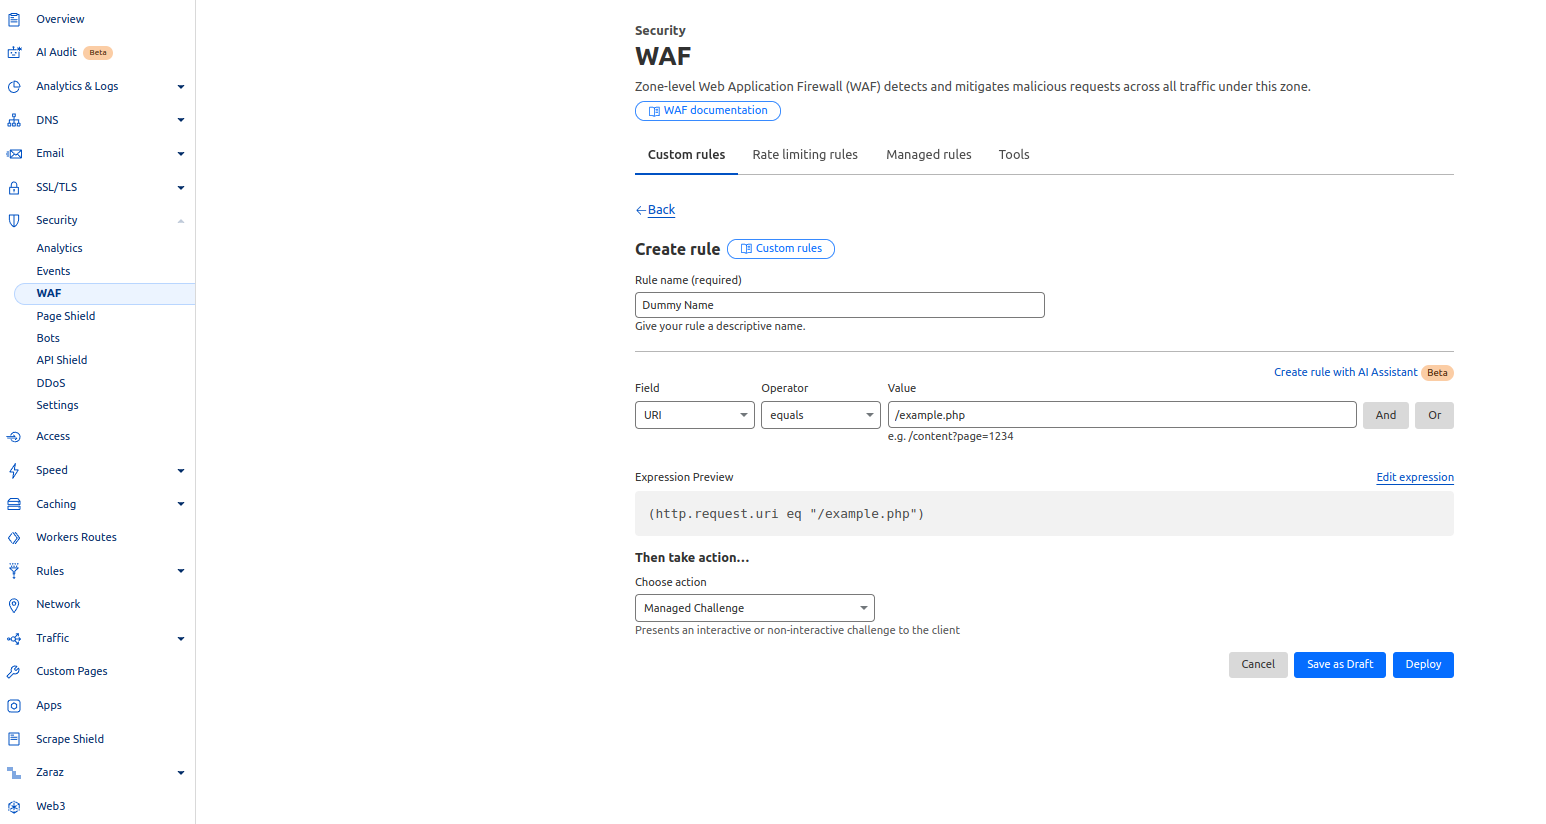 Overview
AI Audit Beta
Analytics & Logs
DNS
Email
SSL/TLS
Security
Analytics
Events
WAF
Page Shield
Bots
API Shield
DDoS
Settings
Access
Speed
Caching
Workers Routes
Rules
Network
Traffic
Custom Pages
Apps
Scrape Shield
Zaraz
Web3
Security
WAF
Zone-level Web Application Firewall (WAF) detects and mitigates malicious requests across all traffic under this zone.
WAF documentation
Custom rules Rate limiting rules Managed rules Tools
Back
Create rule Custom rules
Rule name (required)
Dummy Name
Give your rule a descriptive name.
Create rule with AI Assistant Beta
Field Operator Value
URI equals /example.php And Or
e.g. /content?page=1234
Expression Preview Edit expression
(http.request.uri eq "/example.php")
Then take action...
Choose action
Managed Challenge
Presents an interactive or non-interactive challenge to the client
Cancel Save as Draft Deploy